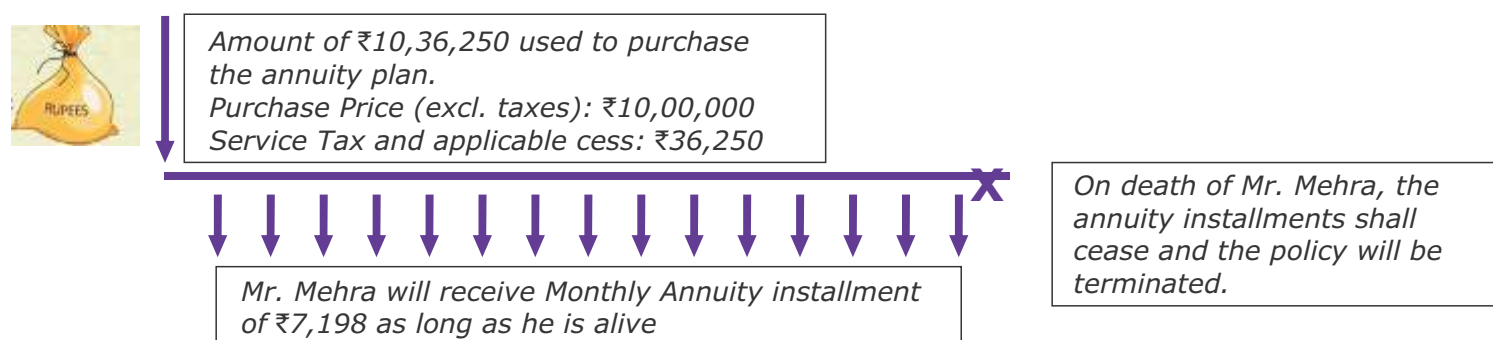 RUPEES
Amount of ₹10,36,250 used to purchase
the annuity plan.
Purchase Price (excl. taxes): ₹10,00,000
Service Tax and applicable cess: ₹36,250
X
On death of Mr. Mehra, the
annuity installments shall
cease and the policy will be
terminated.
Mr. Mehra will receive Monthly Annuity installment
of ₹7,198 as long as he is alive